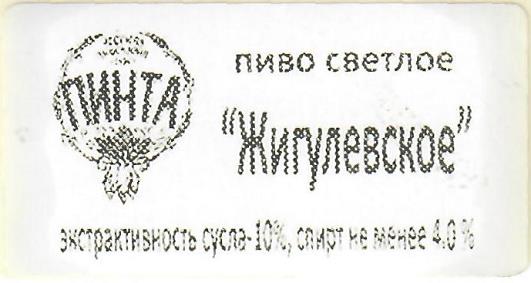 ПИНТА
пиво светлое
"Жигулевское"
экстрактивность сусла-10%, спирт не менее 4.0 %